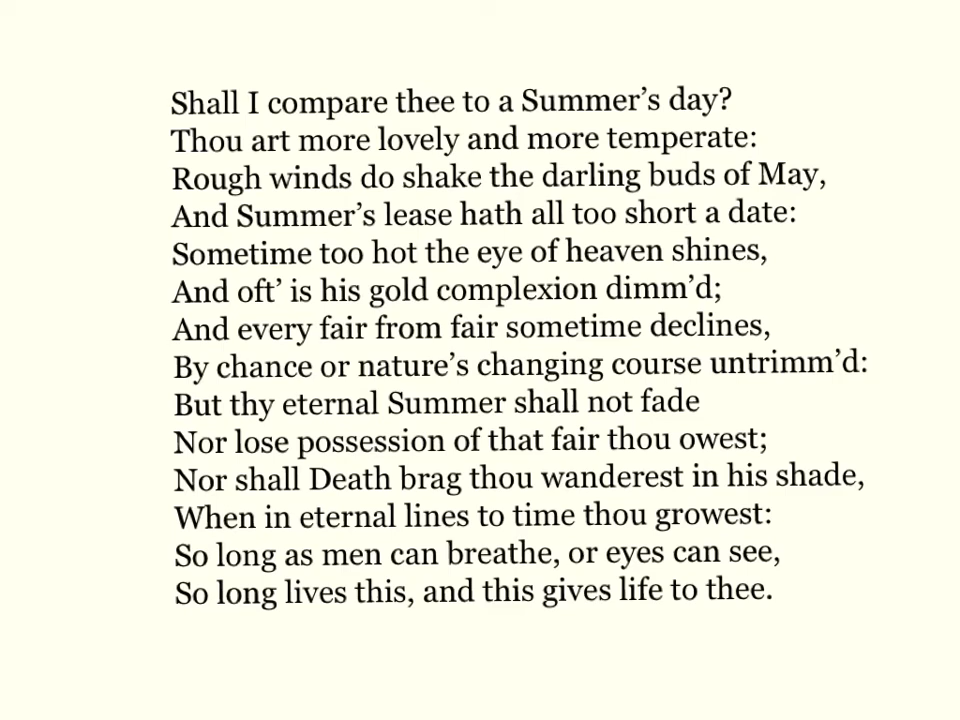 Shall I compare thee to a Summer’s day?
Thou art more lovely and more temperate:
Rough winds do shake the darling buds of May,
And Summer’s lease hath all too short a date:
Sometime too hot the eye of heaven shines,
And oft’ is his gold complexion dimm’d;
And every fair from fair sometime declines,
By chance or nature’s changing course untrimm’d:
But thy eternal Summer shall not fade
Nor lose possession of that fair thou owest;
Nor shall Death brag thou wanderest in his shade,
When in eternal lines to time thou growest:
So long as men can breathe, or eyes can see,
So long lives this, and this gives life to thee.